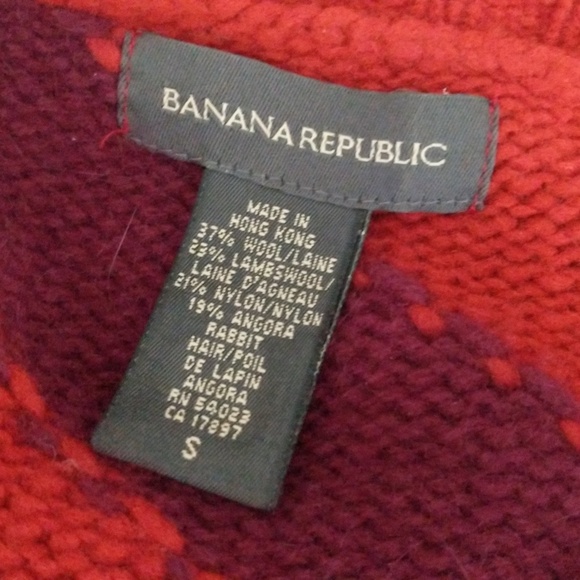 BANANA REPUBLIC
MADE IN
HONG KONG
37% WOOL/LAINE
23% LAMBSWOOL/
LAINE D'AGNEAU
21% NYLON/NYLON
19% ANGORA
RABBIT
HAIR/POIL
DE LAPIN
ANGORA
RN 54023
CA 17897
S